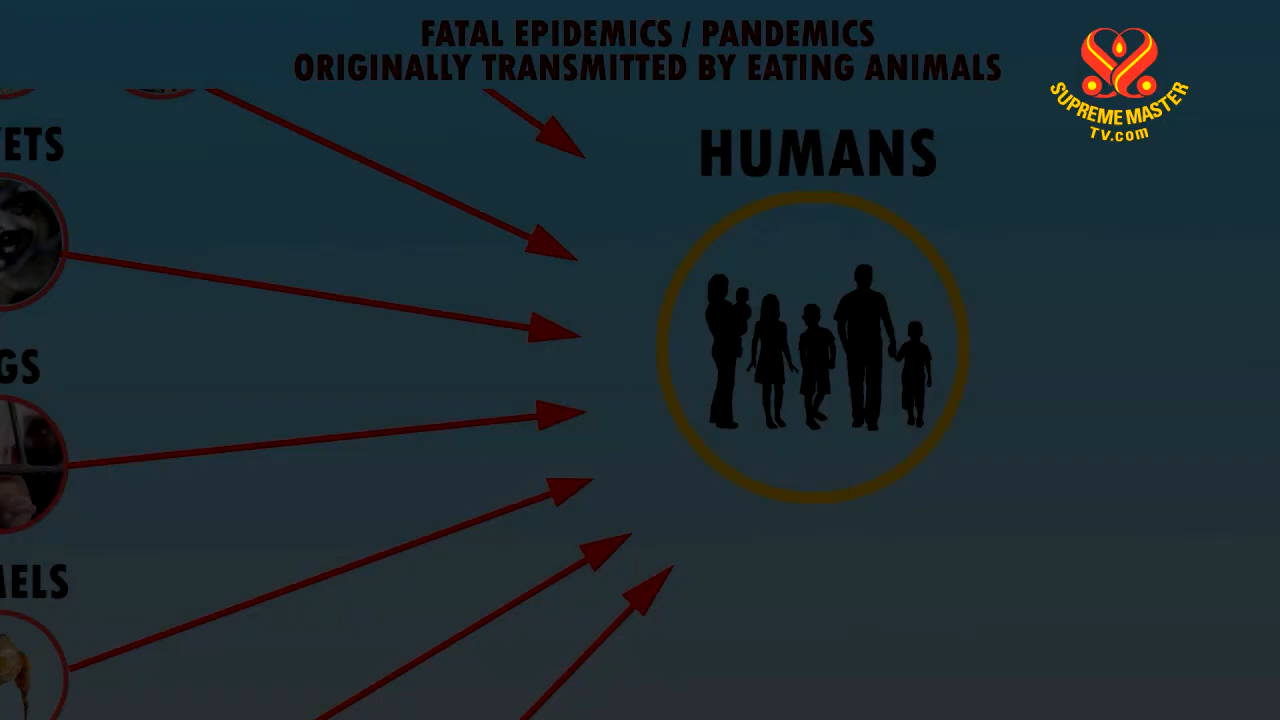 FATAL EPIDEMICS / PANDEMICS
ORIGINALLY TRANSMITTED BY EATING ANIMALS
SUPREME MASTER
TV.com
HUMANS